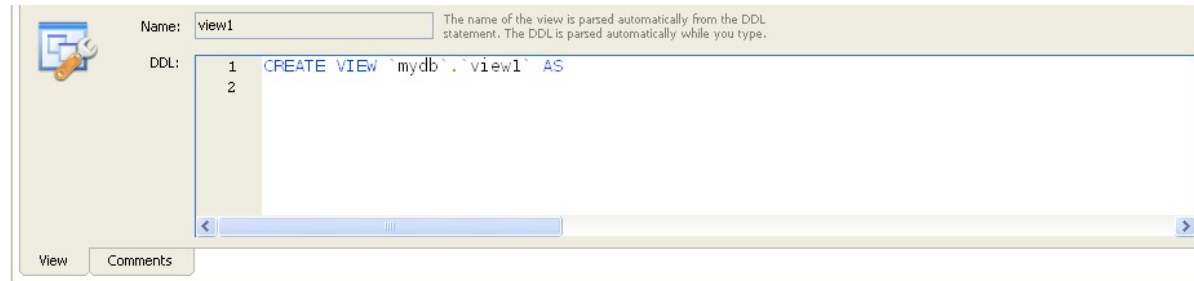 Name: view1 The name of the view is parsed automatically from the DDL
statement. The DDL is parsed automatically while you type.
DDL:
1 CREATE VIEW `mydb`.`view1` AS
2
View Comments